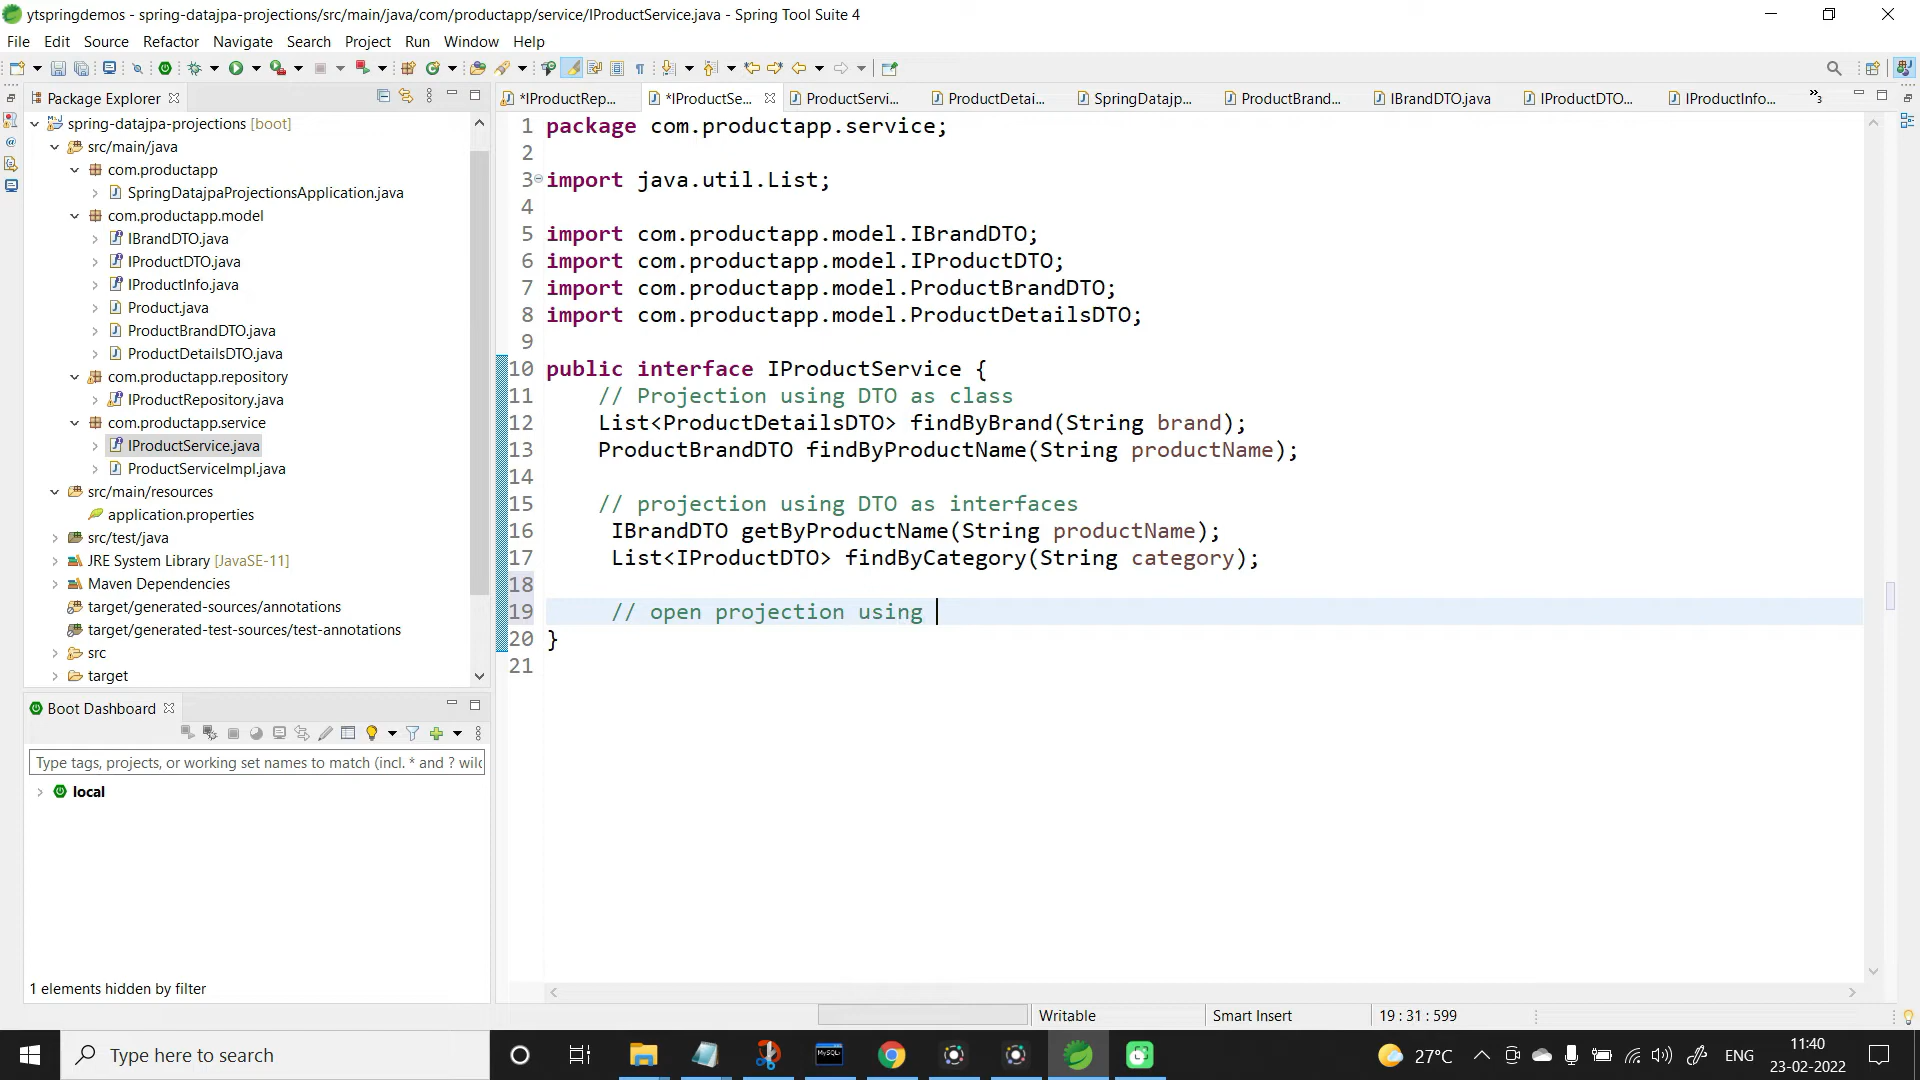 ytspringdemos - spring-datajpa-projections/src/main/java/com/productapp/service/IProductService.java - Spring Tool Suite 4
File Edit Source Refactor Navigate Search Project Run Window Help
Package Explorer
*IProductRep... *IProductSe... ProductServi... ProductDetai... SpringDatajp... ProductBrand... IBrandDTO.java IProductDTO... IProductInfo... »3
spring-datajpa-projections [boot]
src/main/java
com.productapp
SpringDatajpaProjectionsApplication.java
com.productapp.model
IBrandDTO.java
IProductDTO.java
IProductInfo.java
Product.java
ProductBrandDTO.java
ProductDetailsDTO.java
com.productapp.repository
IProductRepository.java
com.productapp.service
IProductService.java
ProductServiceImpl.java
src/main/resources
application.properties
src/test/java
JRE System Library [JavaSE-11]
Maven Dependencies
target/generated-sources/annotations
target/generated-test-sources/test-annotations
src
target
Boot Dashboard
Type tags, projects, or working set names to match (incl. * and ? wild
local
1 elements hidden by filter
1 package com.productapp.service;
2
3 import java.util.List;
4
5 import com.productapp.model.IBrandDTO;
6 import com.productapp.model.IProductDTO;
7 import com.productapp.model.ProductBrandDTO;
8 import com.productapp.model.ProductDetailsDTO;
9
10 public interface IProductService {
11 // Projection using DTO as class
12 List<ProductDetailsDTO> findByBrand(String brand);
13 ProductBrandDTO findByProductName(String productName);
14
15 // projection using DTO as interfaces
16 IBrandDTO getByProductName(String productName);
17 List<IProductDTO> findByCategory(String category);
18
19 // open projection using
20 }
21
Writable Smart Insert 19 : 31 : 599
Type here to search
MySQL
27°C ENG
11:40
23-02-2022